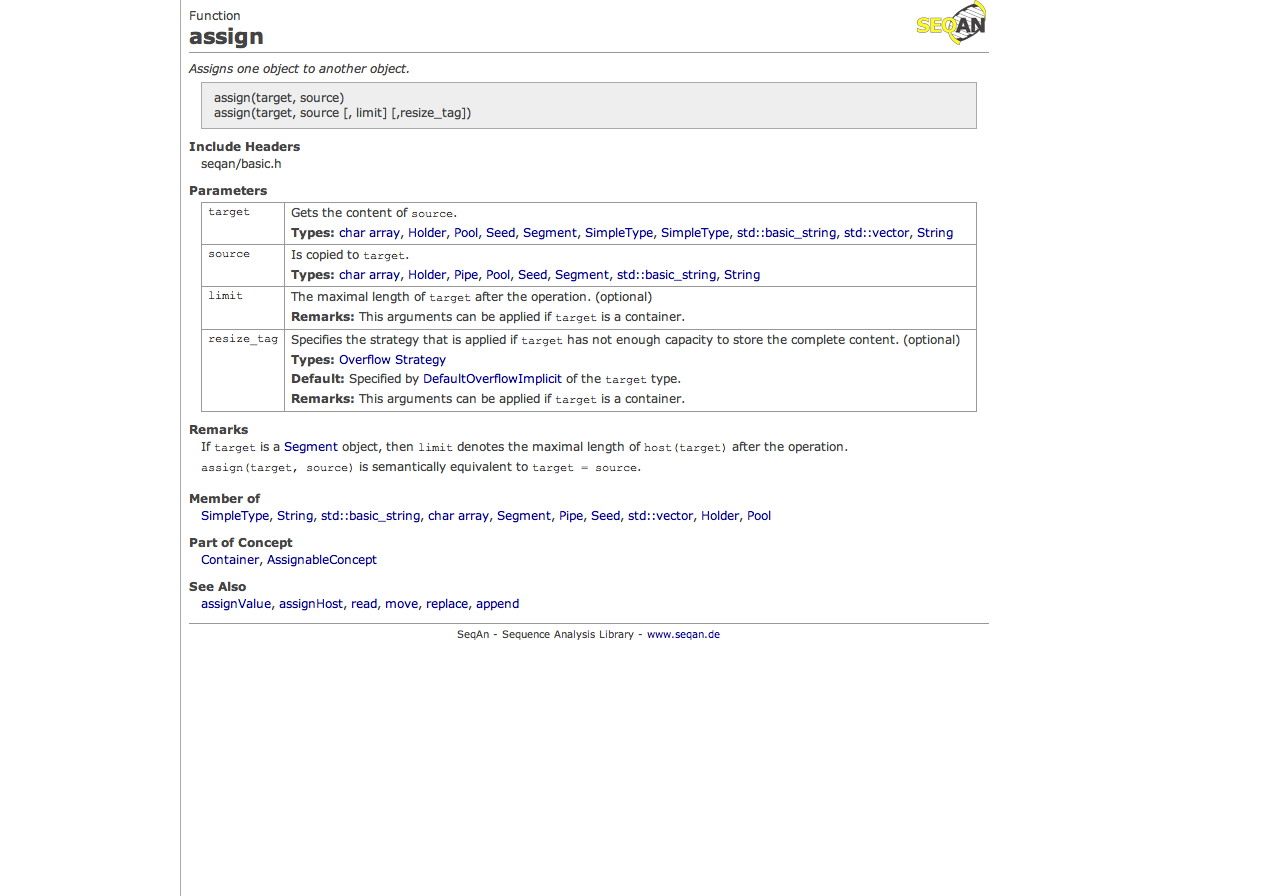 Function
SEQAN
assign
Assigns one object to another object.
assign(target, source)
assign(target, source [, limit] [,resize_tag])
Include Headers
seqan/basic.h
Parameters
target
Gets the content of source.
Types: char array, Holder, Pool, Seed, Segment, SimpleType, SimpleType, std::basic_string, std::vector, String
source
Is copied to target.
Types: char array, Holder, Pipe, Pool, Seed, Segment, std::basic_string, String
limit
The maximal length of target after the operation. (optional)
Remarks: This arguments can be applied if target is a container.
resize_tag
Specifies the strategy that is applied if target has not enough capacity to store the complete content. (optional)
Types: Overflow Strategy
Default: Specified by DefaultOverflowImplicit of the target type.
Remarks: This arguments can be applied if target is a container.
Remarks
If target is a Segment object, then limit denotes the maximal length of host(target) after the operation.
assign(target, source) is semantically equivalent to target = source.
Member of
SimpleType, String, std::basic_string, char array, Segment, Pipe, Seed, std::vector, Holder, Pool
Part of Concept
Container, AssignableConcept
See Also
assignValue, assignHost, read, move, replace, append
SeqAn - Sequence Analysis Library - www.seqan.de